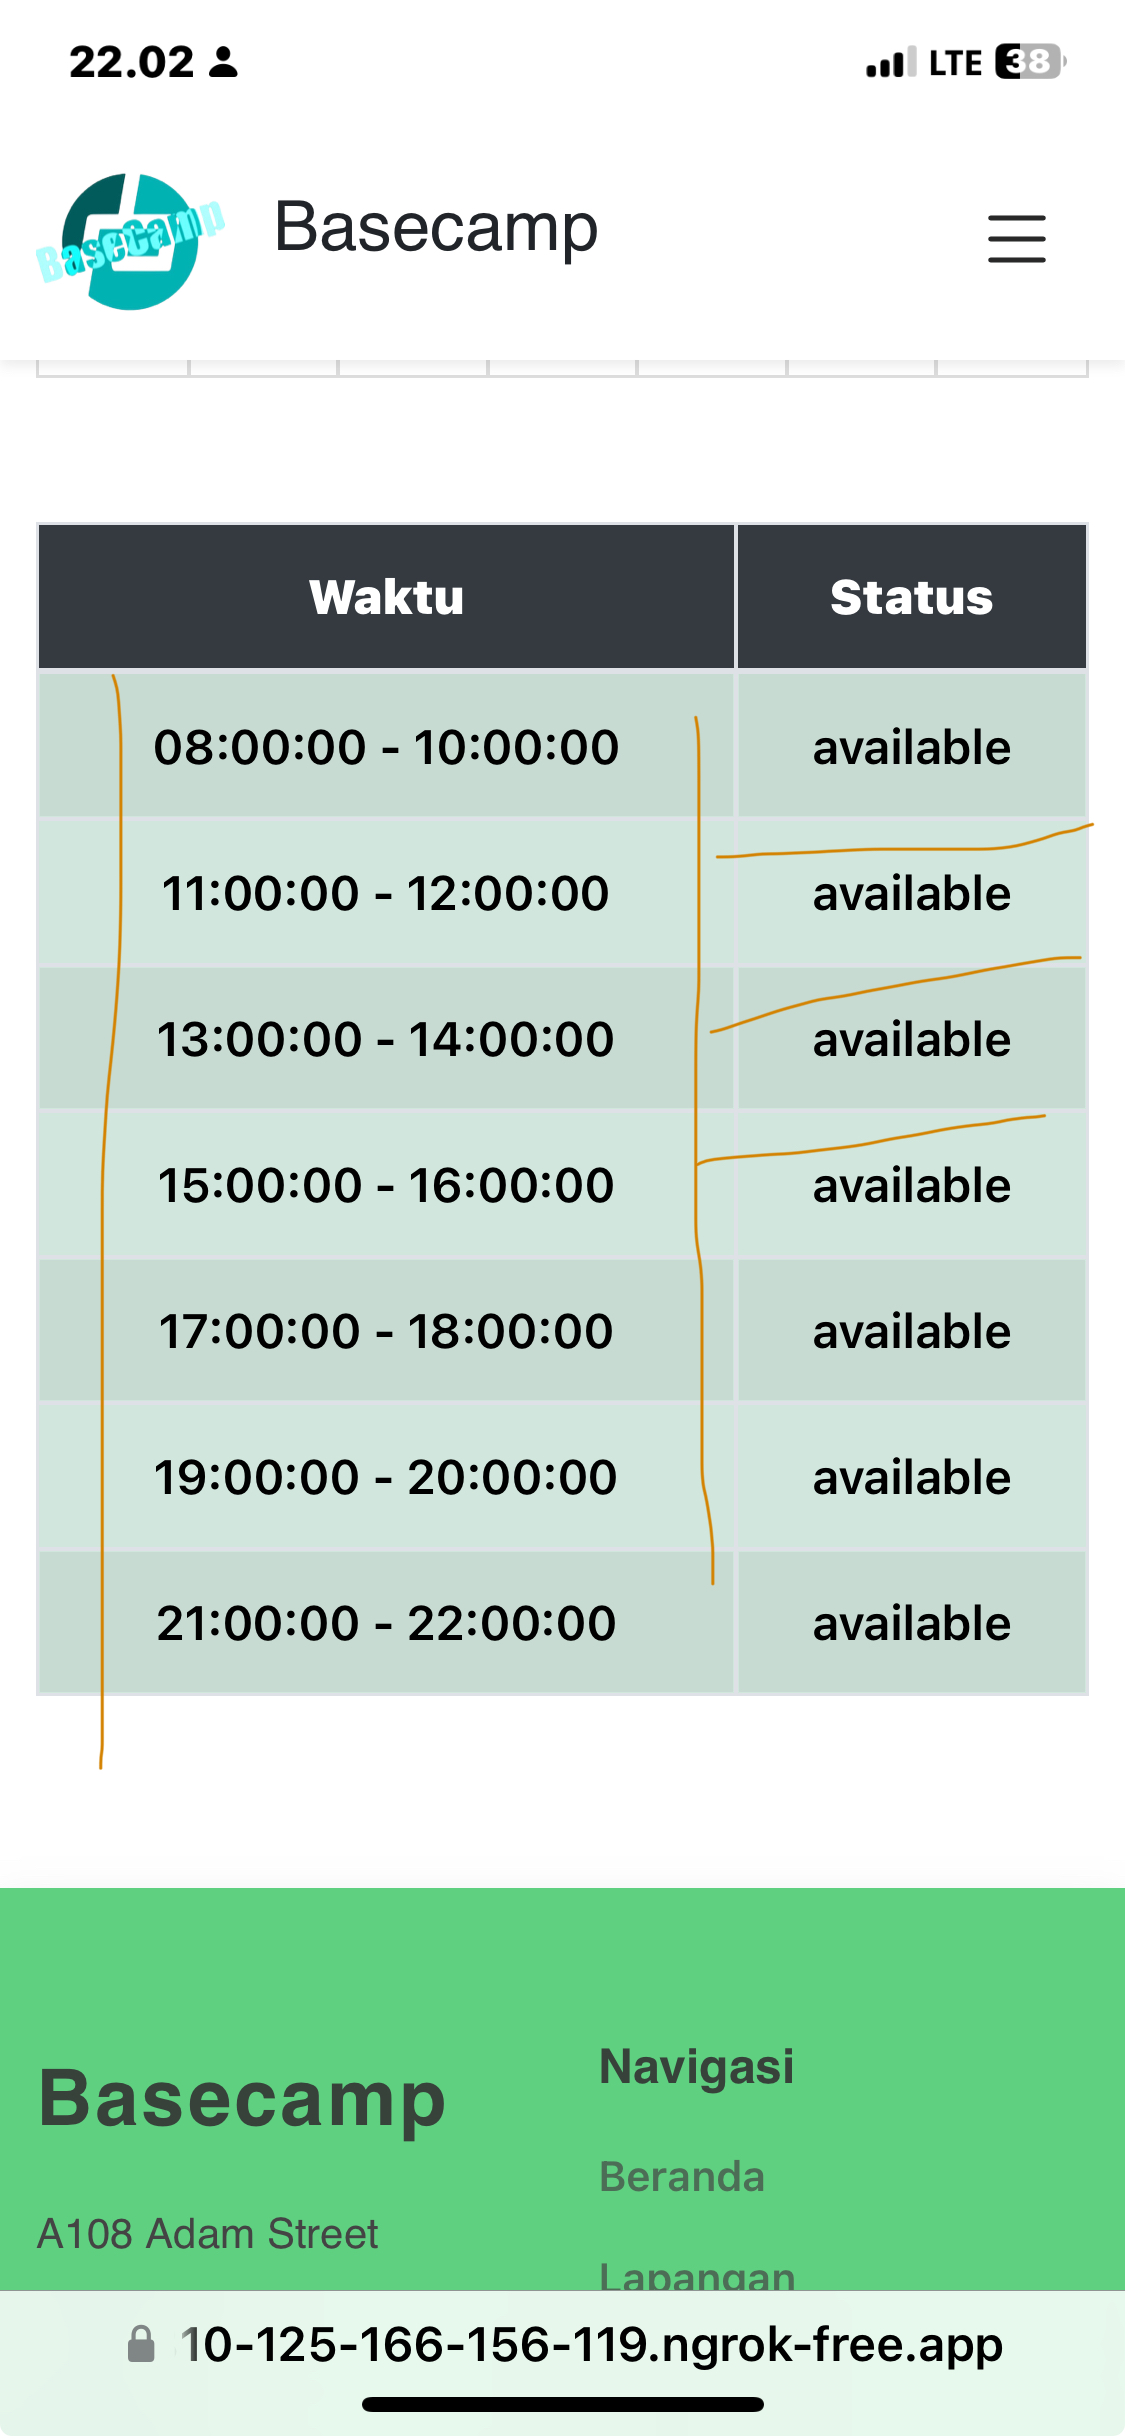 22.02
LTE 38
Basecamp
Basecamp
Waktu Status
08:00:00 - 10:00:00 available
11:00:00 - 12:00:00 available
13:00:00 - 14:00:00 available
15:00:00 - 16:00:00 available
17:00:00 - 18:00:00 available
19:00:00 - 20:00:00 available
21:00:00 - 22:00:00 available
Basecamp
A108 Adam Street
Navigasi
Beranda
Lapangan
10-125-166-156-119.ngrok-free.app